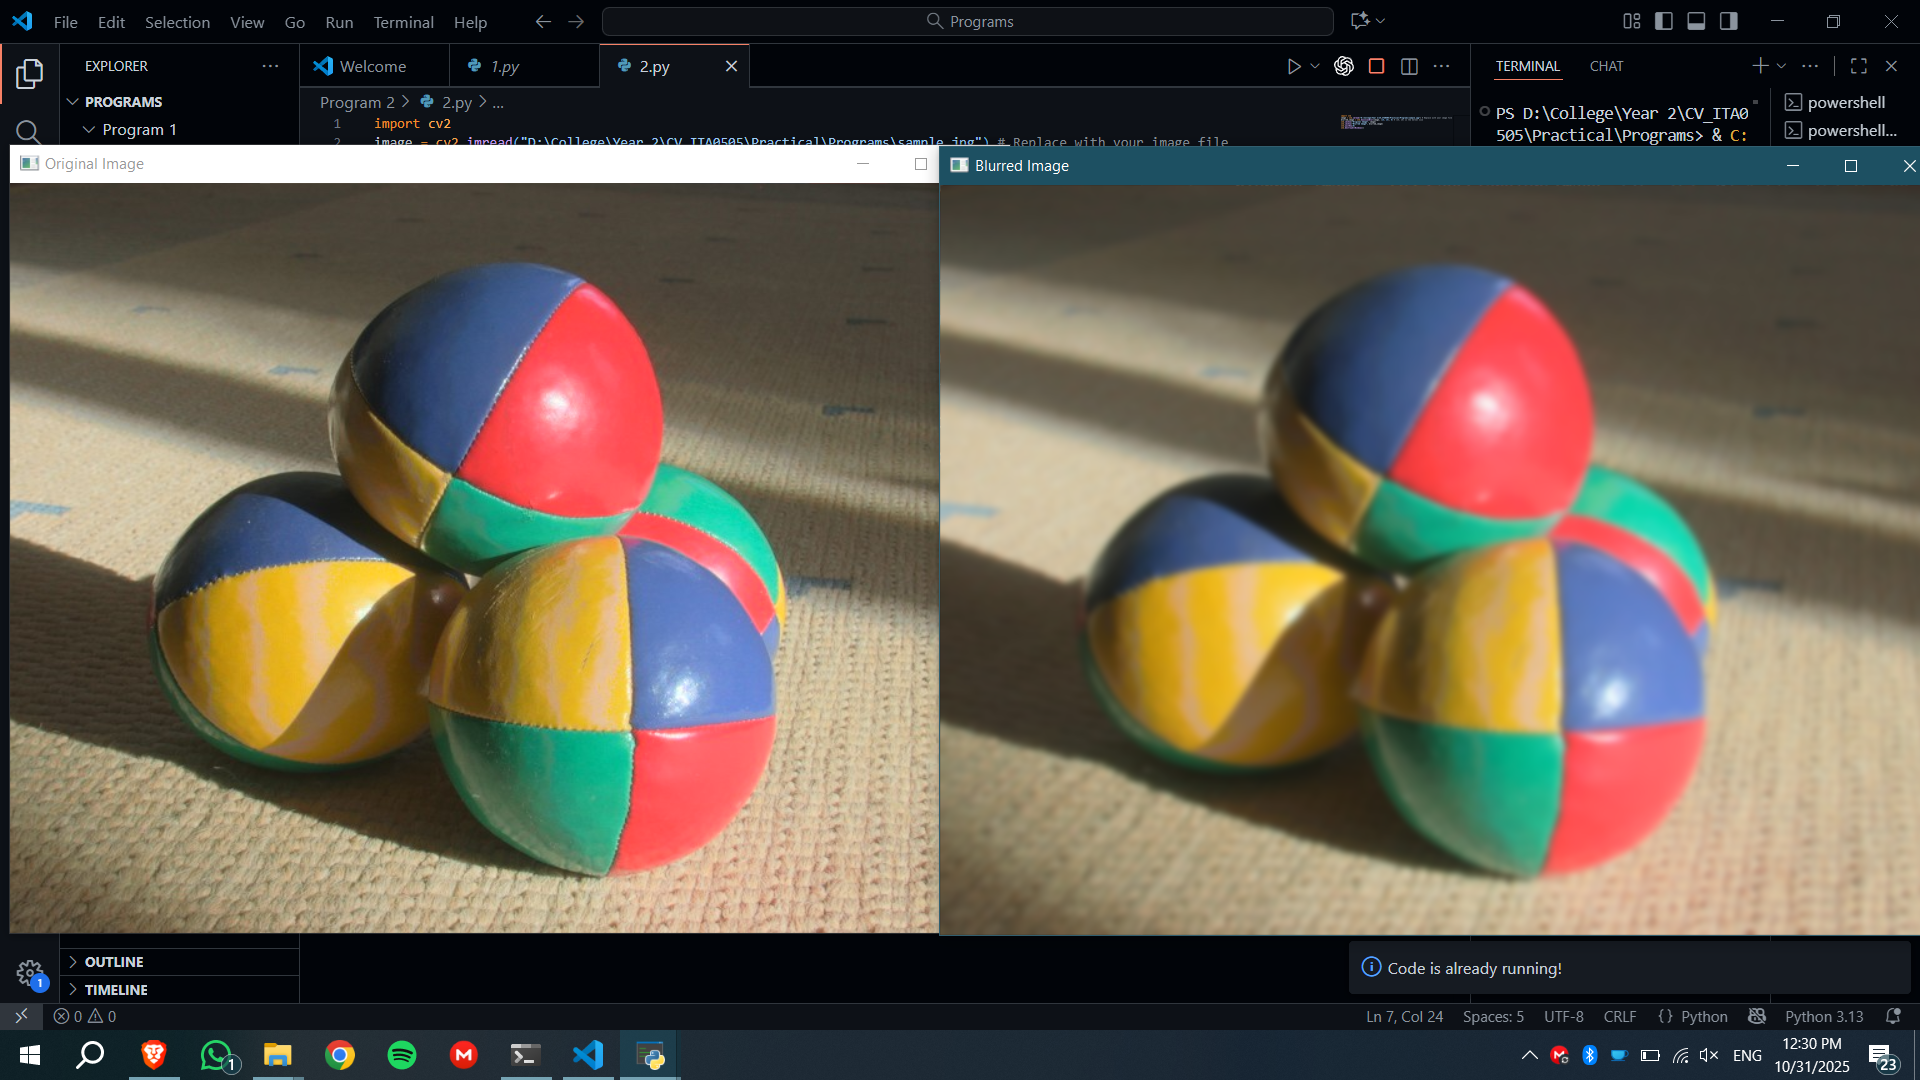 File Edit Selection View Go Run Terminal Help
Programs
EXPLORER
Welcome
1.py
2.py
TERMINAL
CHAT
PROGRAMS
Program 1
Program 2 > 2.py > ...
1 import cv2
2 image = cv2.imread("D:\College\Year 2\CV_ITA0505\Practical\Programs\sample.jpg") # Replace with your image file
PS D:\College\Year 2\CV_ITA0
505\Practical\Programs> & C:
powershell
powershell...
Original Image
Blurred Image
OUTLINE
TIMELINE
Code is already running!
1
0 0
Ln 7, Col 24 Spaces: 5 UTF-8 CRLF {} Python Python 3.13
1
M
ENG
12:30 PM
10/31/2025
23